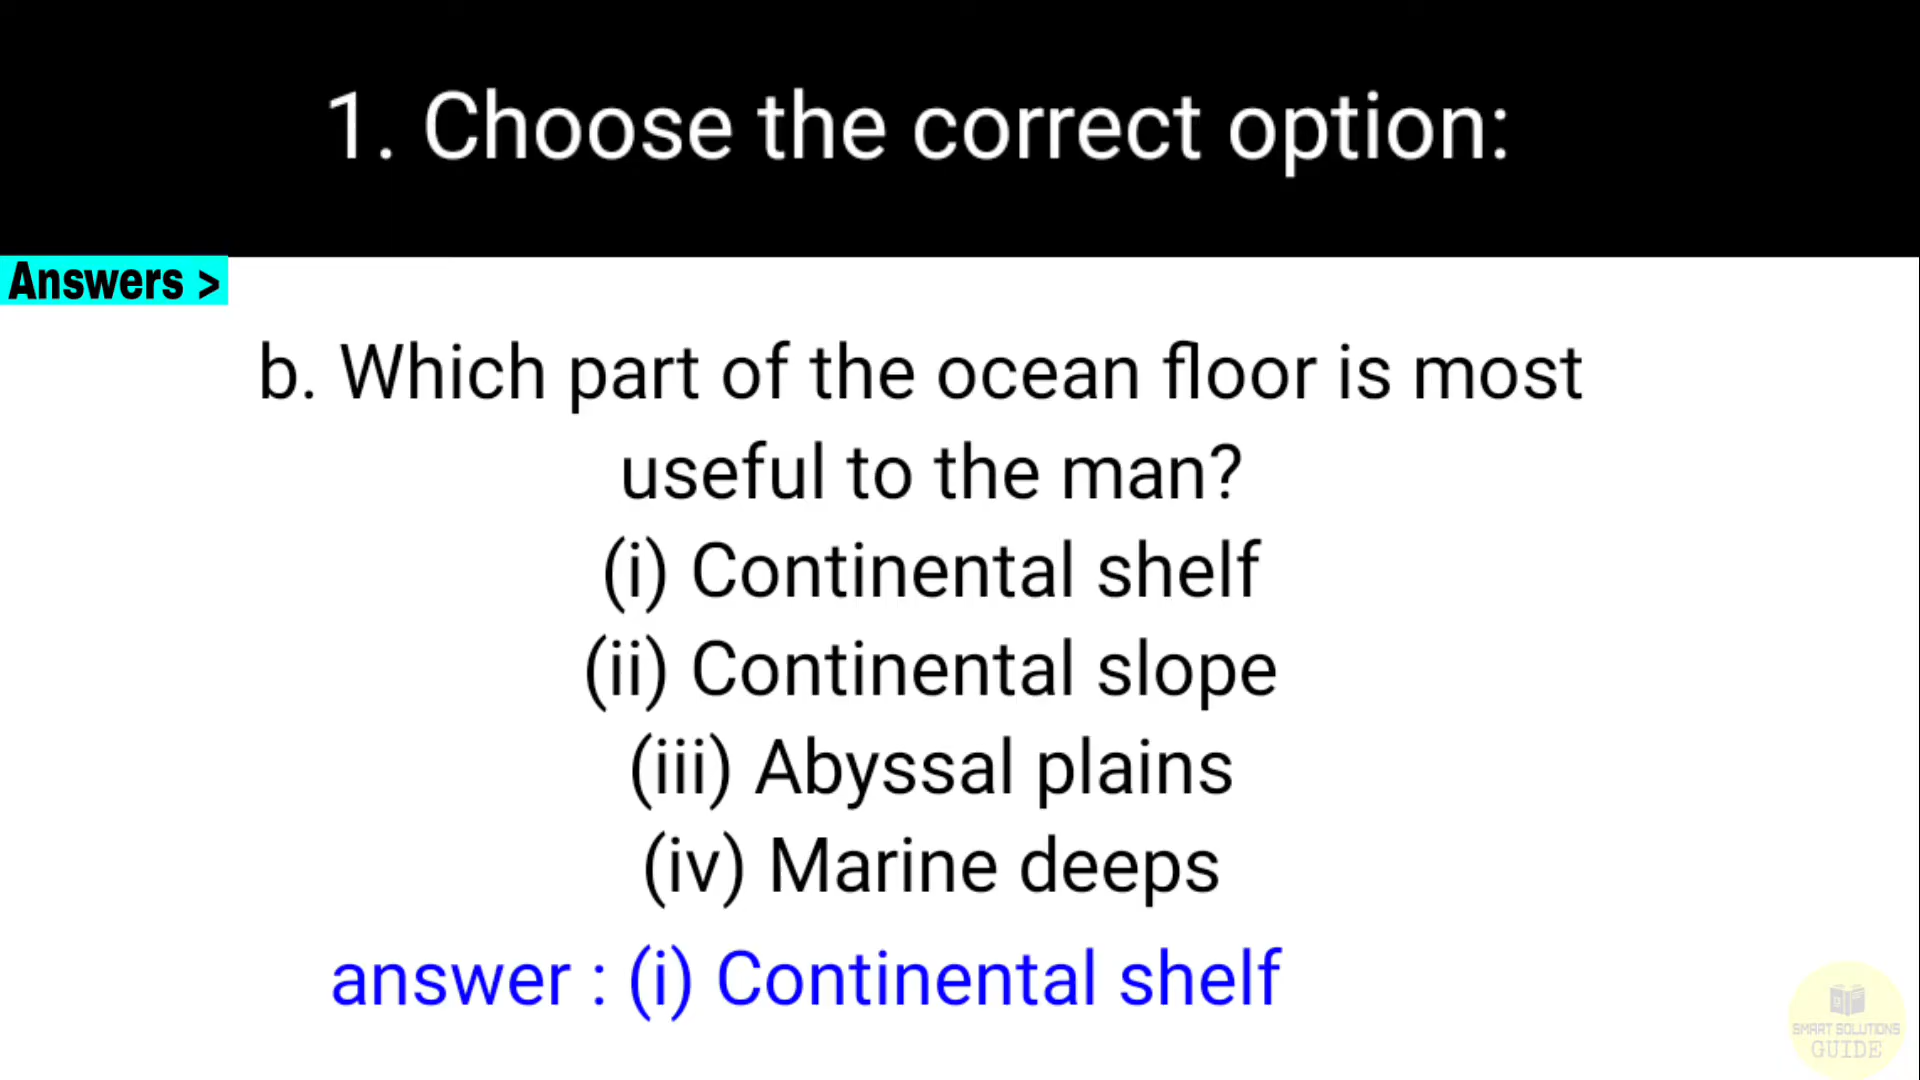 1. Choose the correct option:
Answers >
b. Which part of the ocean floor is most
useful to the man?
(i) Continental shelf
(ii) Continental slope
(iii) Abyssal plains
(iv) Marine deeps
answer : (i) Continental shelf
SMART SOLUTIONS
GUIDE